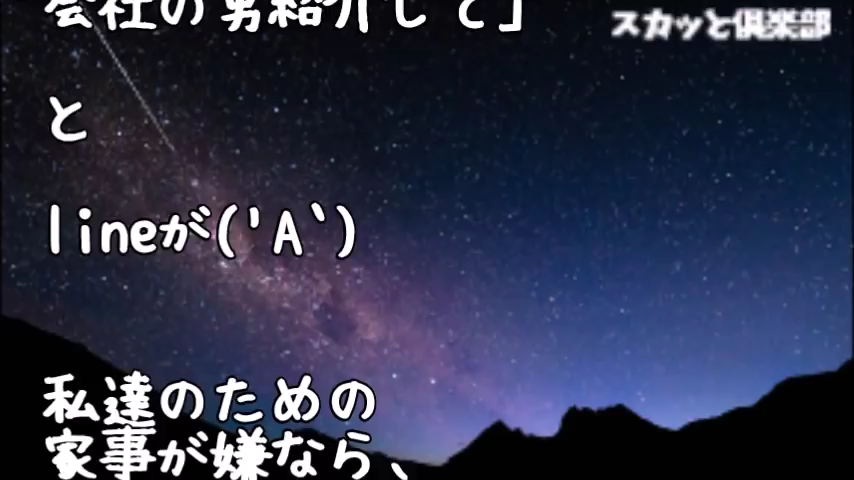 会社の男紹介して」
スカッと倶楽部
と
lineが('A`)
私達のための
家事が嫌なら、